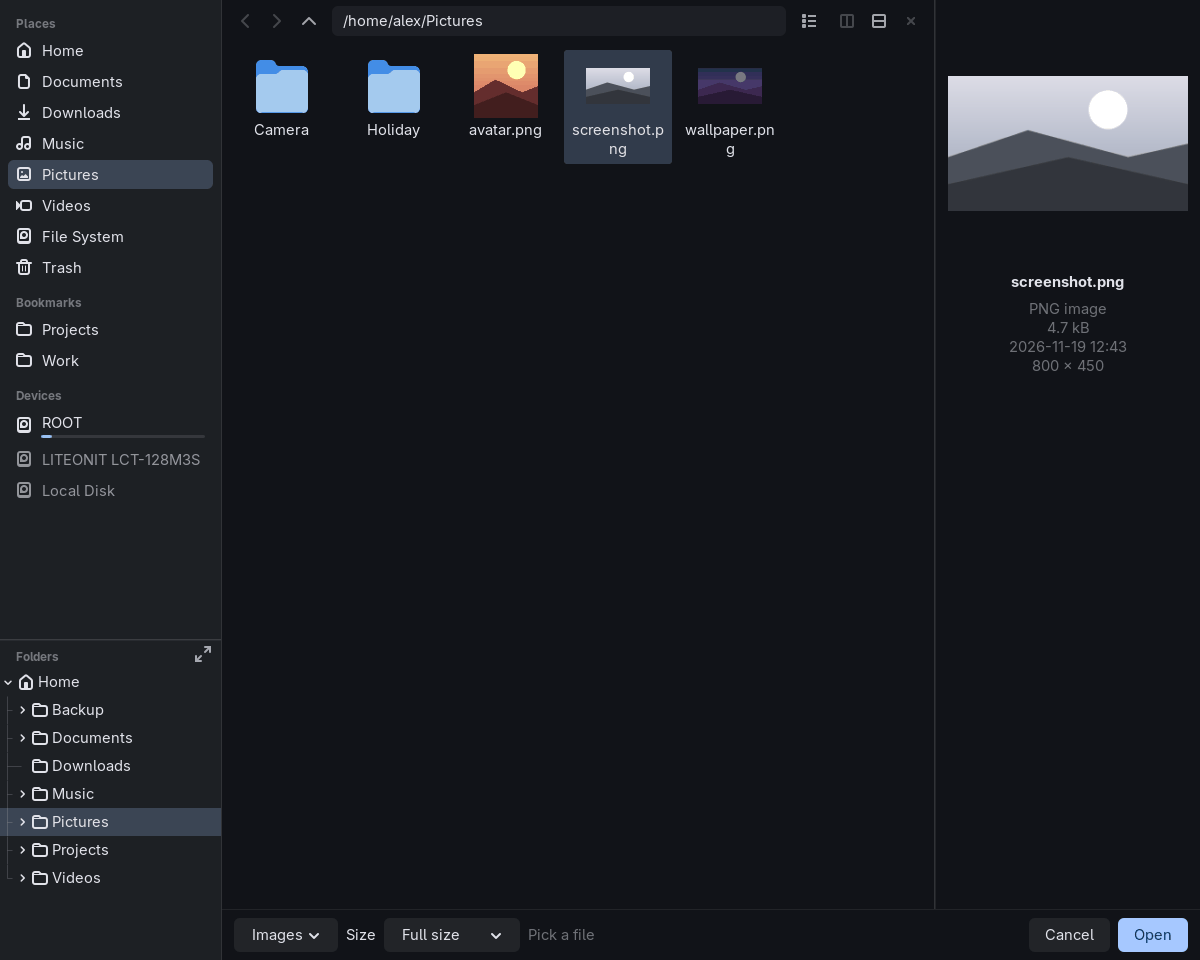 Places
Home
Documents
Downloads
Music
Pictures
Videos
File System
Trash
Bookmarks
Projects
Work
Devices
ROOT
LITEONIT LCT-128M3S
Local Disk
Folders
Home
Backup
Documents
Downloads
Music
Pictures
Projects
Videos
/home/alex/Pictures
Camera
Holiday
avatar.png
screenshot.p
ng
wallpaper.pn
g
screenshot.png
PNG image
4.7 kB
2026-11-19 12:43
800 × 450
Images
Size
Full size
Pick a file
Cancel
Open